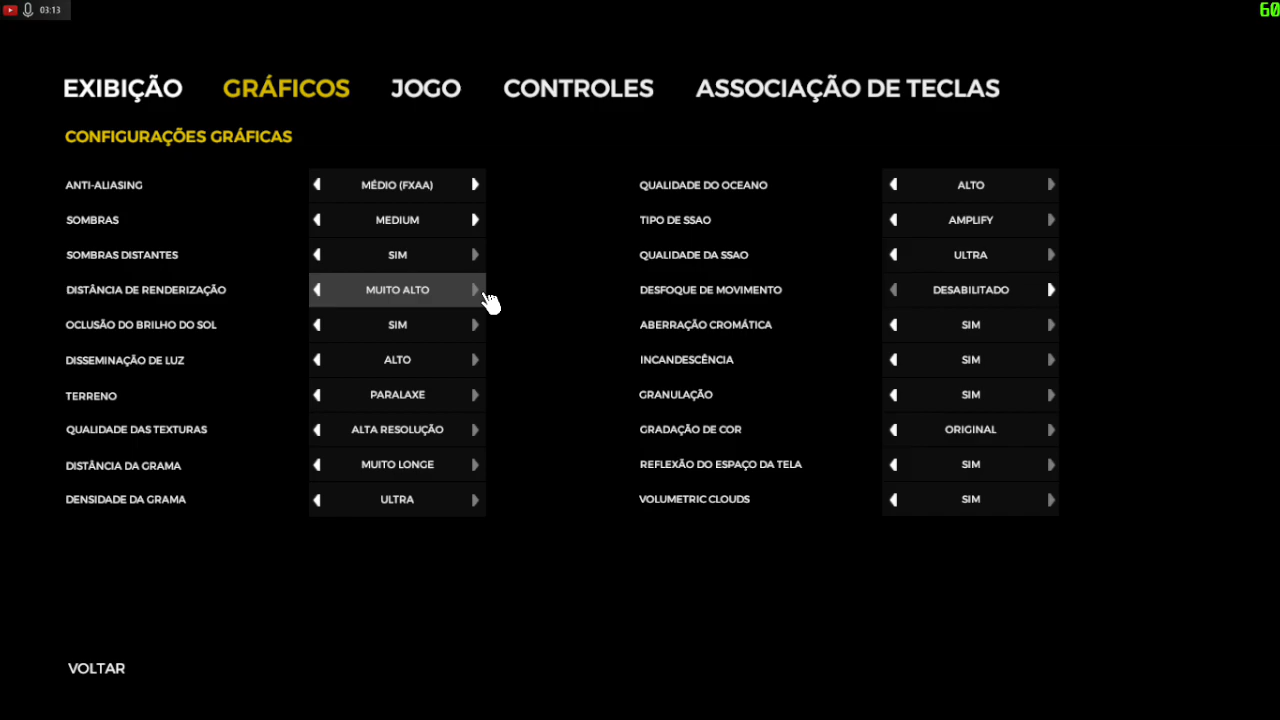 03:13
60
EXIBIÇÃO GRÁFICOS JOGO CONTROLES ASSOCIAÇÃO DE TECLAS
CONFIGURAÇÕES GRÁFICAS
ANTI-ALIASING MÉDIO (FXAA)
SOMBRAS MEDIUM
SOMBRAS DISTANTES SIM
DISTÂNCIA DE RENDERIZAÇÃO MUITO ALTO
OCLUSÃO DO BRILHO DO SOL SIM
DISSEMINAÇÃO DE LUZ ALTO
TERRENO PARALAXE
QUALIDADE DAS TEXTURAS ALTA RESOLUÇÃO
DISTÂNCIA DA GRAMA MUITO LONGE
DENSIDADE DA GRAMA ULTRA
QUALIDADE DO OCEANO ALTO
TIPO DE SSAO AMPLIFY
QUALIDADE DA SSAO ULTRA
DESFOQUE DE MOVIMENTO DESABILITADO
ABERRAÇÃO CROMÁTICA SIM
INCANDESCÊNCIA SIM
GRANULAÇÃO SIM
GRADAÇÃO DE COR ORIGINAL
REFLEXÃO DO ESPAÇO DA TELA SIM
VOLUMETRIC CLOUDS SIM
VOLTAR